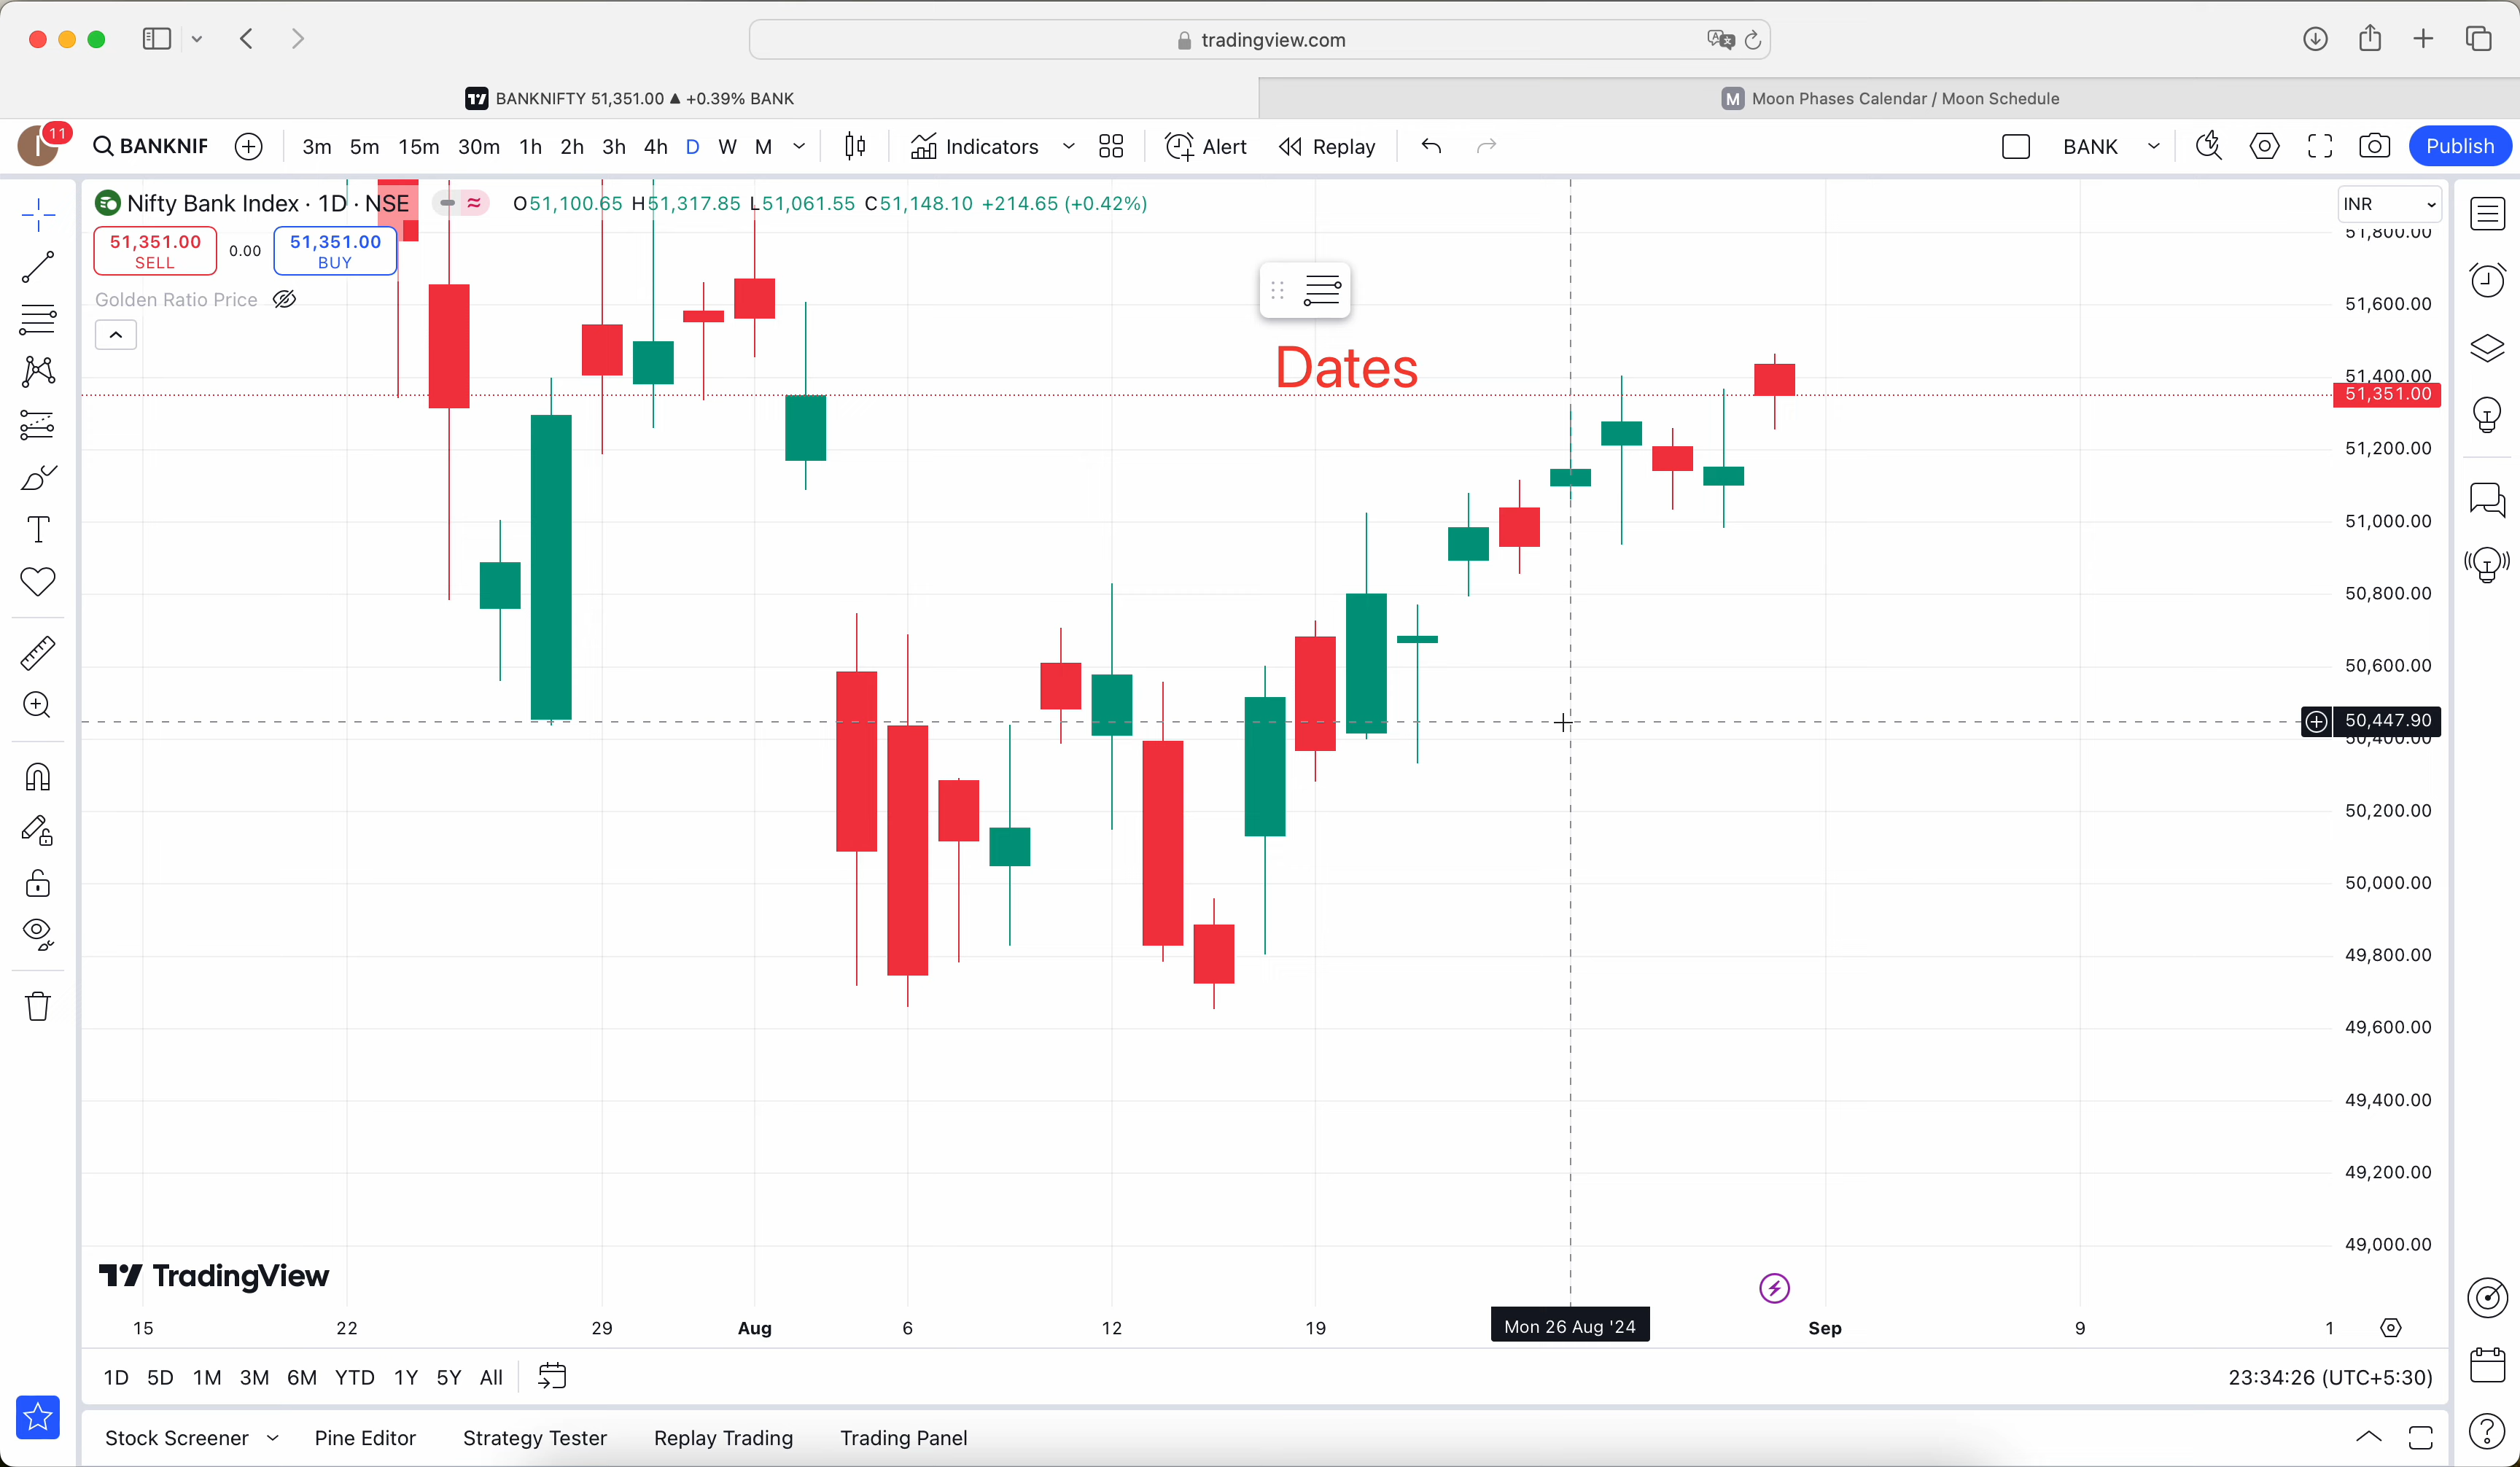 tradingview.com
BANKNIFTY 51,351.00 ▲ +0.39% BANK
M Moon Phases Calendar / Moon Schedule
11
BANKNIF 3m 5m 15m 30m 1h 2h 3h 4h D W M Indicators Alert Replay BANK Publish
Nifty Bank Index · 1D · NSE O51,100.65 H51,317.85 L51,061.55 C51,148.10 +214.65 (+0.42%)
INR
51,351.00 SELL 0.00 51,351.00 BUY
Golden Ratio Price
Dates
51,800.00
51,600.00
51,400.00
51,351.00
51,200.00
51,000.00
50,800.00
50,600.00
50,447.90
50,400.00
50,200.00
50,000.00
49,800.00
49,600.00
49,400.00
49,200.00
49,000.00
TradingView
15 22 29 Aug 6 12 19 Mon 26 Aug '24 Sep 9 1
1D 5D 1M 3M 6M YTD 1Y 5Y All 23:34:26 (UTC+5:30)
Stock Screener Pine Editor Strategy Tester Replay Trading Trading Panel